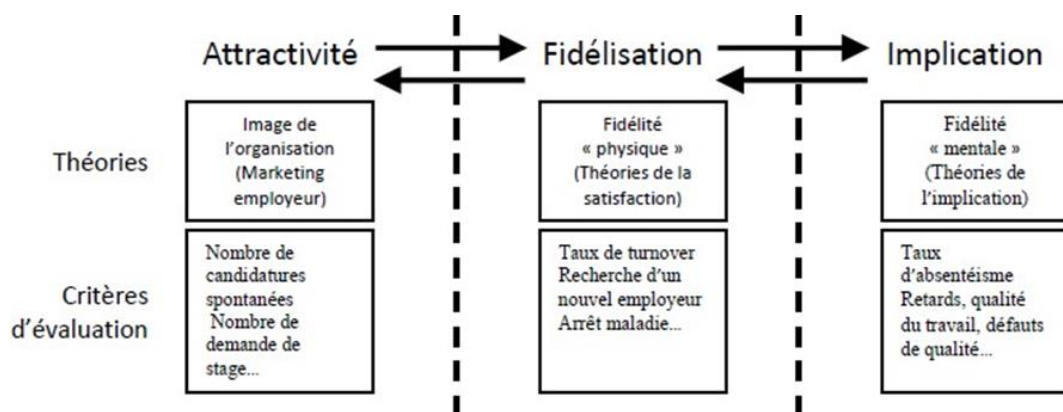 Attractivité
Fidélisation
Implication
Théories
Image de
l'organisation
(Marketing
employeur)
Fidélité
« physique »
(Théories de la
satisfaction)
Fidélité
« mentale »
(Théories de
l'implication)
Critères
d'évaluation
Nombre de
candidatures
spontanées
Nombre de
demande de
stage...
Taux de turnover
Recherche d'un
nouvel employeur
Arrêt maladie...
Taux
d'absentéisme
Retards, qualité
du travail, défauts
de qualité...